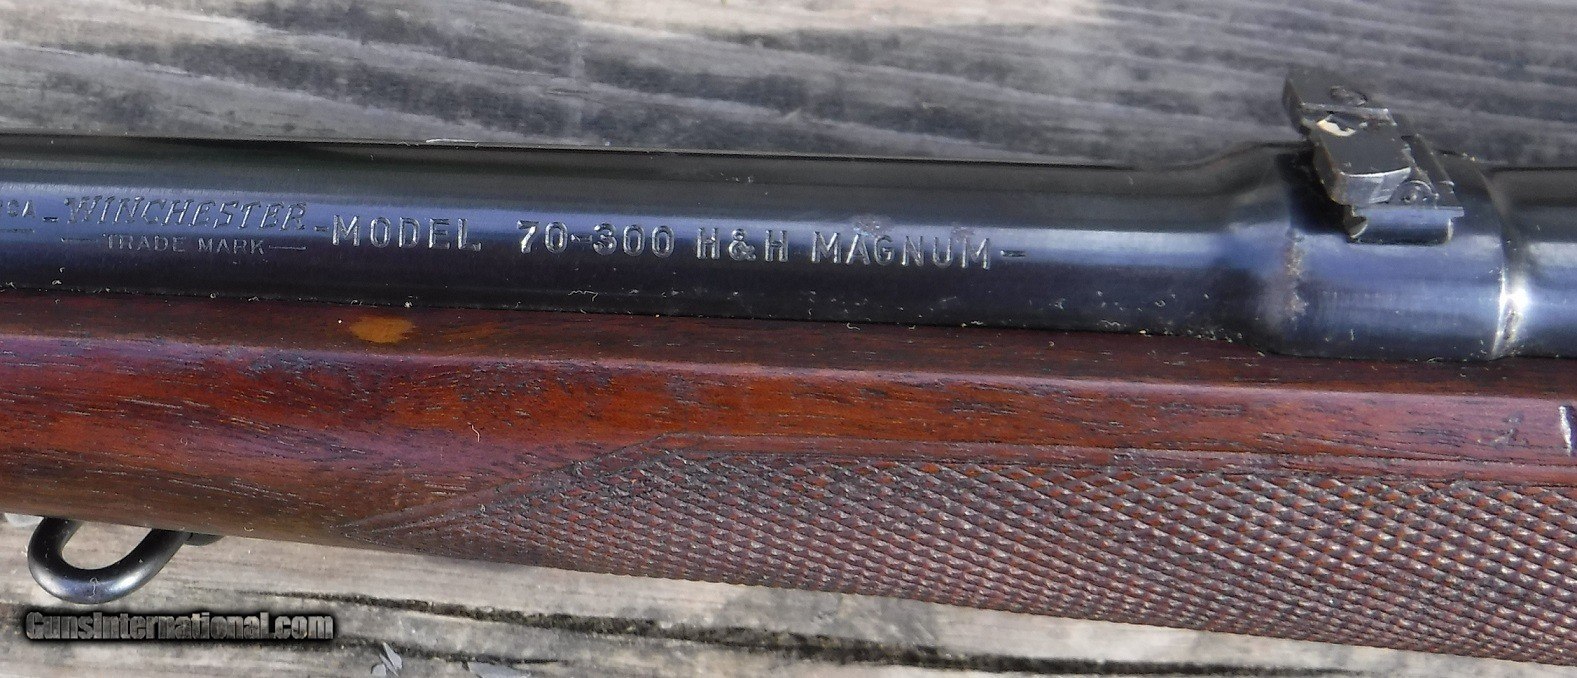 -WINCHESTER-
—TRADE MARK—
MODEL 70-300 H&H MAGNUM-
GunsInternational.com